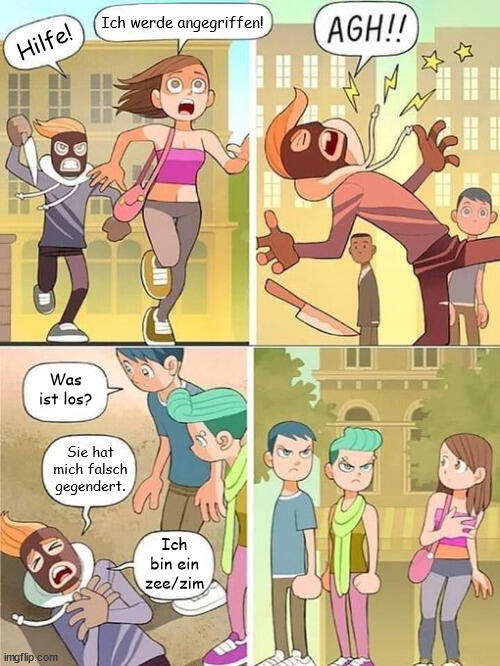 Hilfe!
Ich werde angegriffen!
AGH!!
Was
ist los?
Sie hat
mich falsch
gegendert.
Ich
bin ein
zee/zim
imgflip.com